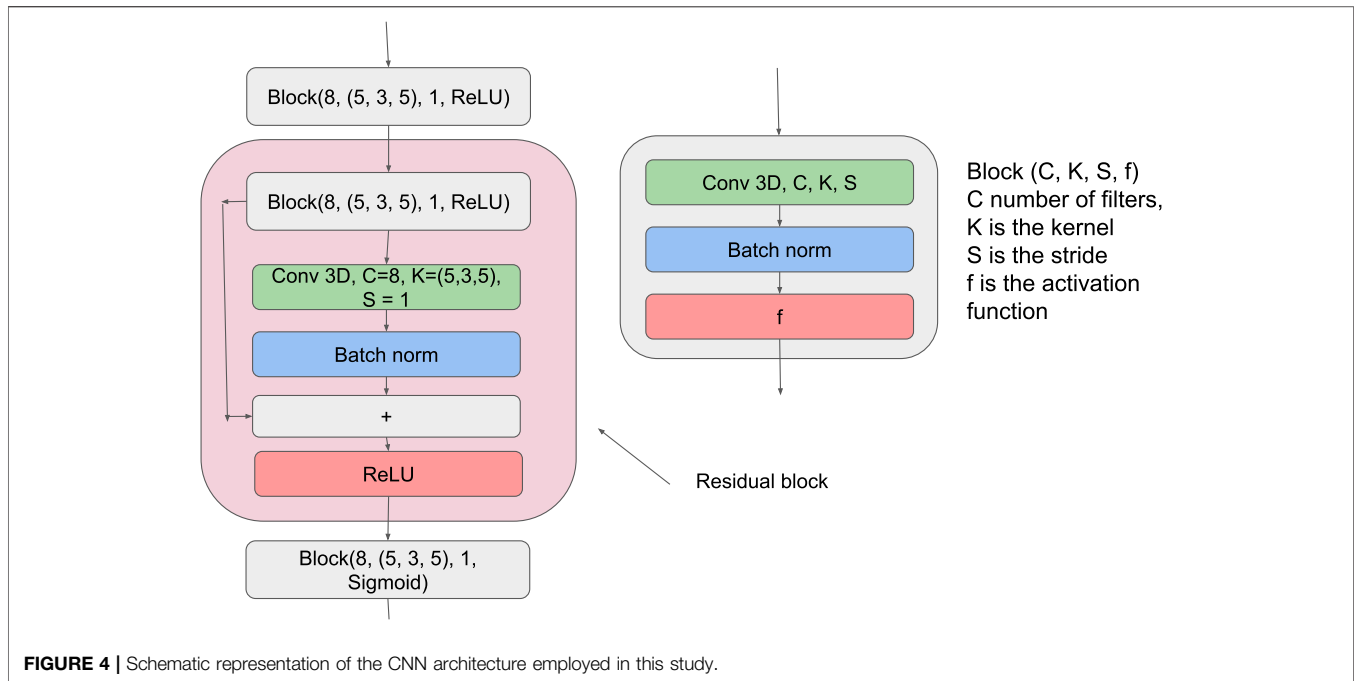 Block(8, (5, 3, 5), 1, ReLU)
Block(8, (5, 3, 5), 1, ReLU)
Conv 3D, C=8, K=(5,3,5),
S = 1
Batch norm
+
ReLU
Block(8, (5, 3, 5), 1,
Sigmoid)
Conv 3D, C, K, S
Batch norm
f
Block (C, K, S, f)
C number of filters,
K is the kernel
S is the stride
f is the activation
function
Residual block
FIGURE 4 | Schematic representation of the CNN architecture employed in this study.